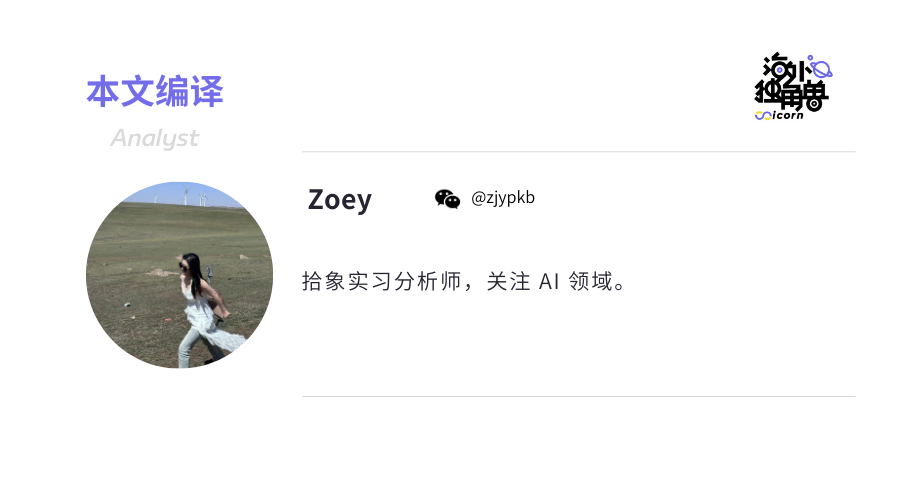 本文编译
Analyst
海外
独角兽
Unicorn
Zoey
@zjypkb
拾象实习分析师，关注 AI 领域。